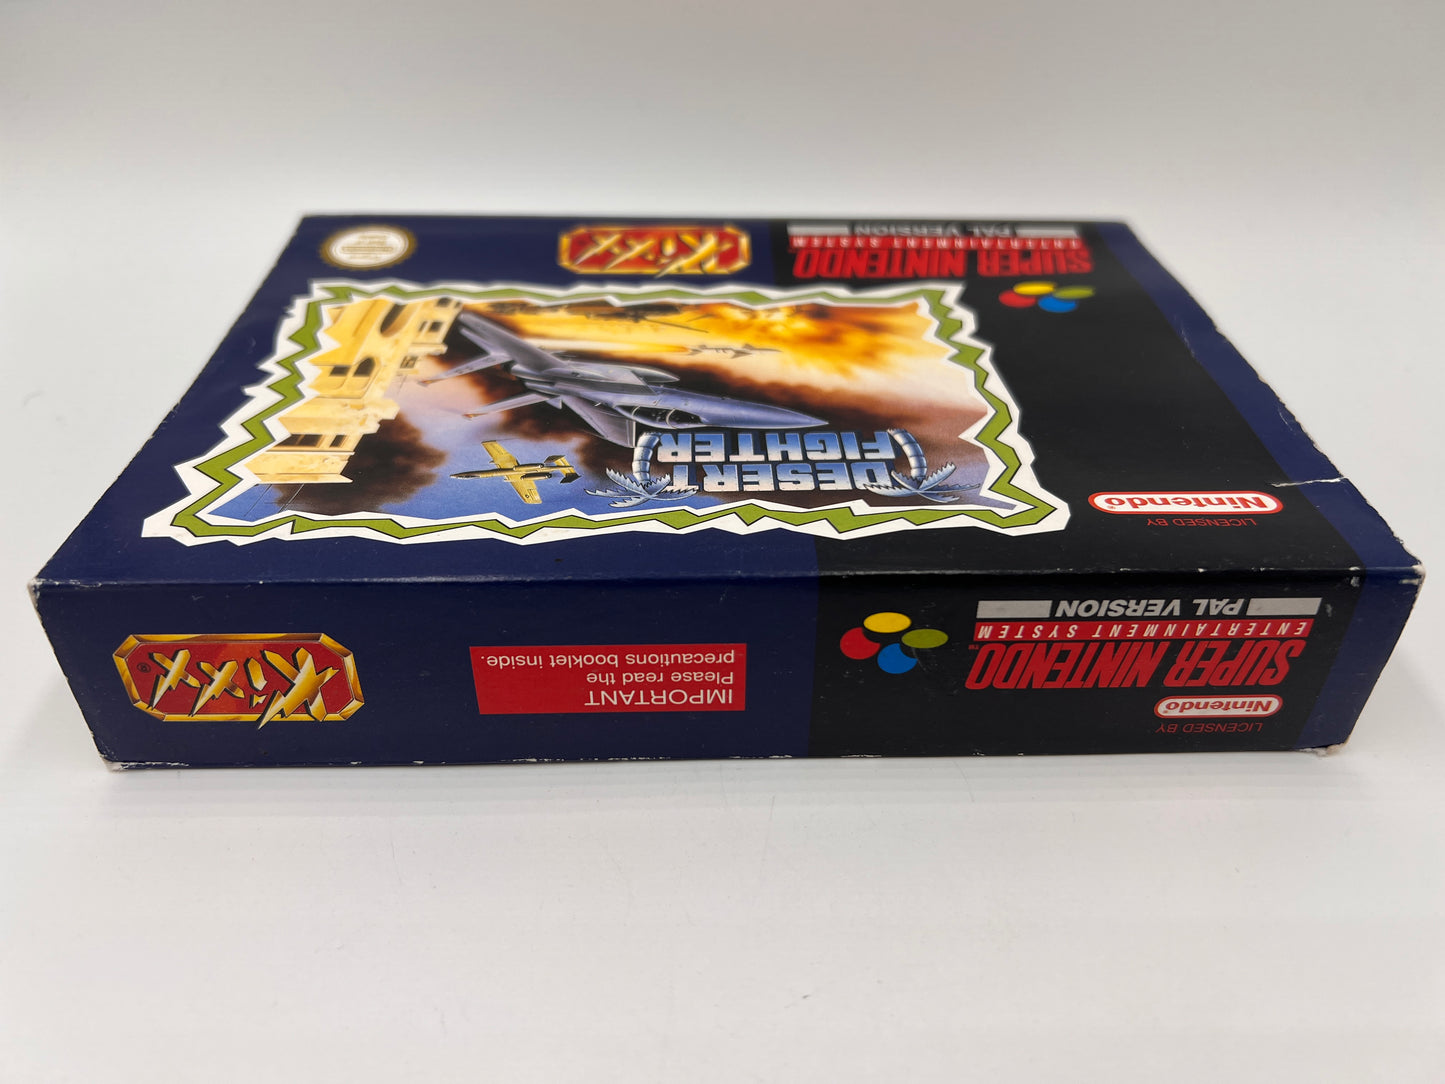 SUPER NINTENDO
ENTERTAINMENT SYSTEM
PAL VERSION
KiXX
DESERT
FIGHTER
LICENSED BY
Nintendo®
LICENSED BY
Nintendo®
SUPER NINTENDO™
ENTERTAINMENT SYSTEM
PAL VERSION
IMPORTANT
Please read the
precautions booklet inside.
KiXX®